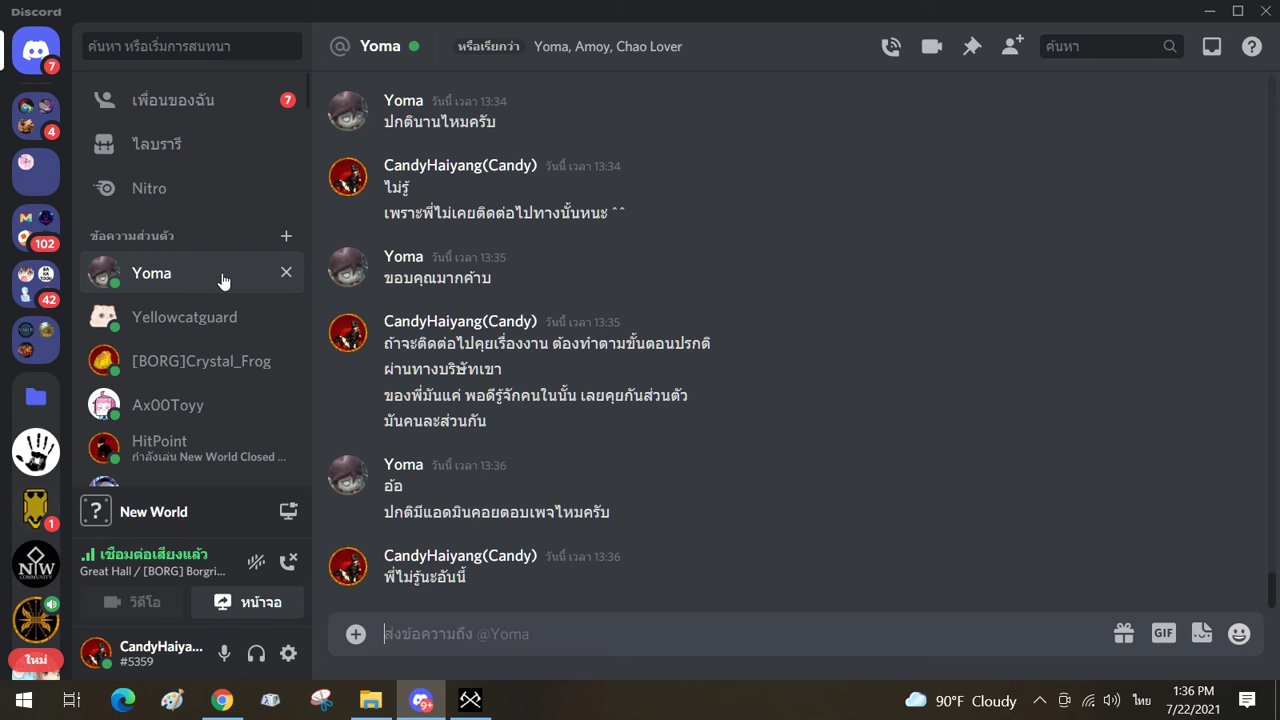 Discord
7
4
102
42
1
NW
COMMUNITY
ใหม่
ค้นหา หรือเริ่มการสนทนา
เพื่อนของฉัน
7
ไลบรารี
Nitro
ข้อความส่วนตัว
Yoma
Yellowcatguard
[BORG]Crystal_Frog
Ax00Toyy
HitPoint
กำลังเล่น New World Closed ...
?
New World
เชื่อมต่อเสียงแล้ว
Great Hall / [BORG] Borgri...
วิดีโอ
หน้าจอ
CandyHaiya...
#5359
@ Yoma
หรือเรียกว่า
Yoma, Amoy, Chao Lover
ค้นหา
Yoma วันนี้ เวลา 13:34
ปกตินานไหมครับ
CandyHaiyang(Candy) วันนี้ เวลา 13:34
ไม่รู้
เพราะพี่ไม่เคยติดต่อไปทางนั้นหนะ ^^
Yoma วันนี้ เวลา 13:35
ขอบคุณมากค้าบ
CandyHaiyang(Candy) วันนี้ เวลา 13:35
ถ้าจะติดต่อไปคุยเรื่องงาน ต้องทำตามขั้นตอนปรกติ
ผ่านทางบริษัทเขา
ของพี่มันแค่ พอดีรู้จักคนในนั้น เลยคุยกันส่วนตัว
มันคนละส่วนกัน
Yoma วันนี้ เวลา 13:36
อ้อ
ปกติมีแอดมินคอยตอบเพจไหมครับ
CandyHaiyang(Candy) วันนี้ เวลา 13:36
พี่ไม่รู้นะอันนี้
ส่งข้อความถึง @Yoma
GIF
9+
90°F Cloudy
ไทย
1:36 PM
7/22/2021